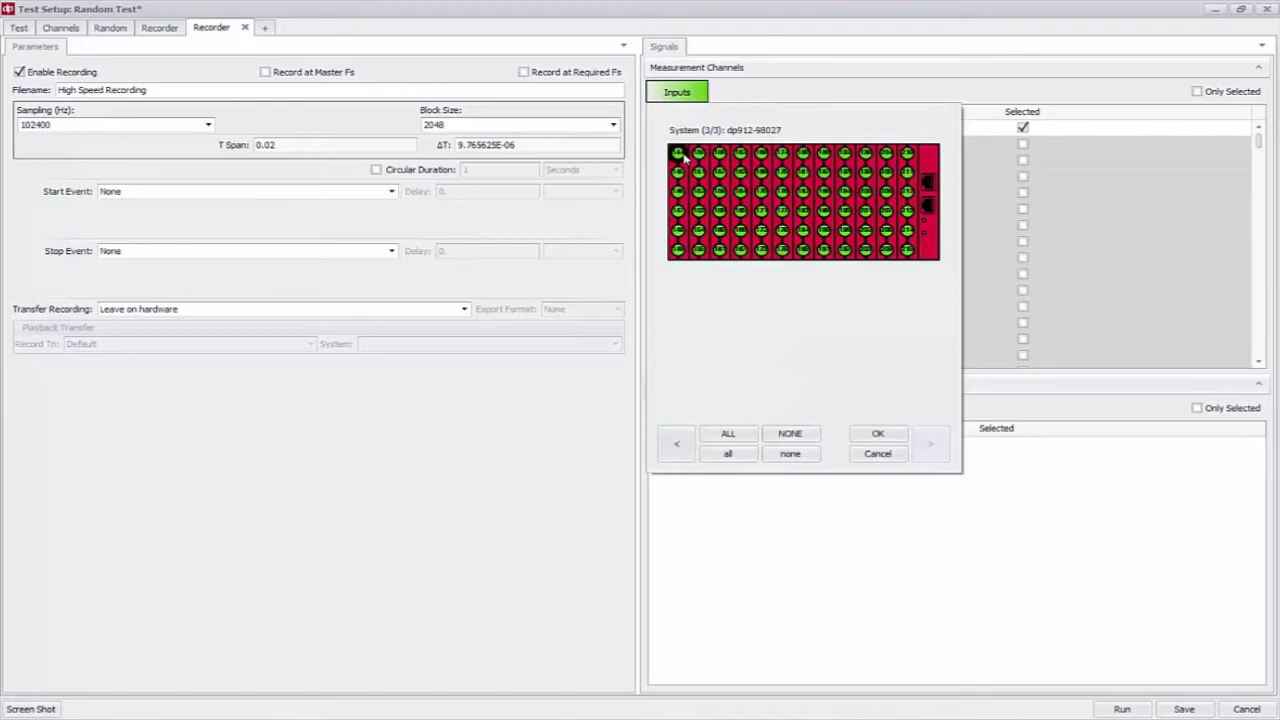 dp Test Setup: Random Test*
Test Channels Random Recorder Recorder +
Parameters
Enable Recording Record at Master Fs Record at Required Fs
Filename: High Speed Recording
Sampling (Hz): Block Size:
102400 2048
T Span: 0.02 ΔT: 9.765625E-06
Circular Duration: 1 Seconds
Start Event: None Delay: 0.
Stop Event: None Delay: 0.
Transfer Recording: Leave on hardware Export Format: None
Playback Transfer
Record To: Default System:
Signals
Measurement Channels
Inputs Only Selected
Selected
System (3/3): dp912-98027
< ALL NONE OK >
all none Cancel
Only Selected
Selected
Screen Shot Run Save Cancel